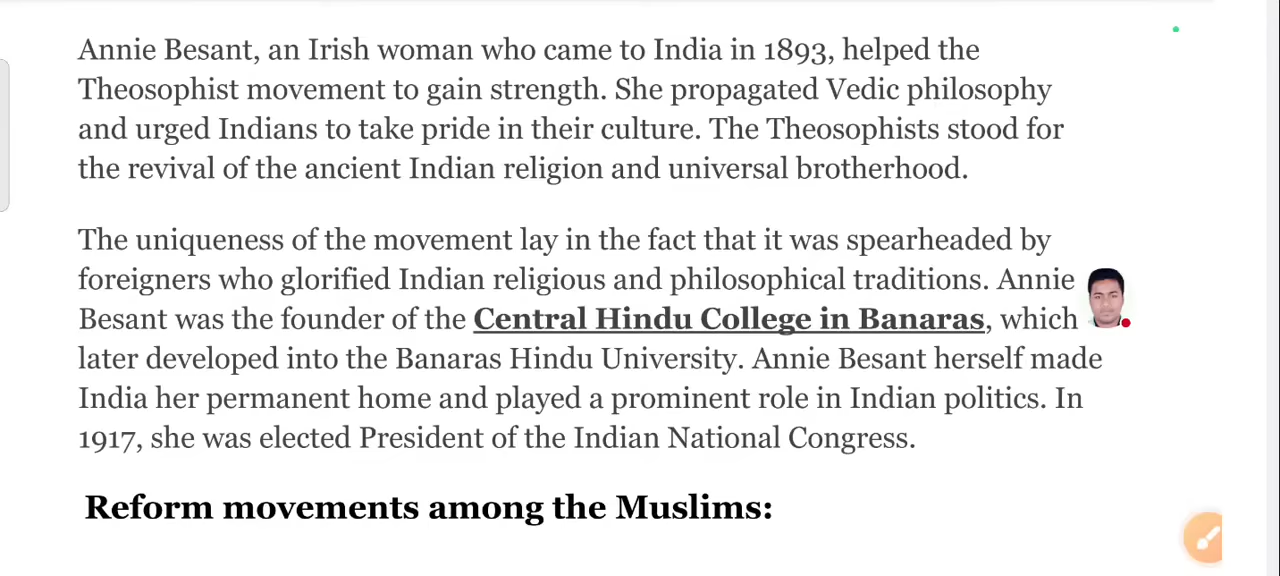 Annie Besant, an Irish woman who came to India in 1893, helped the
Theosophist movement to gain strength. She propagated Vedic philosophy
and urged Indians to take pride in their culture. The Theosophists stood for
the revival of the ancient Indian religion and universal brotherhood.
The uniqueness of the movement lay in the fact that it was spearheaded by
foreigners who glorified Indian religious and philosophical traditions. Annie
Besant was the founder of the Central Hindu College in Banaras, which
later developed into the Banaras Hindu University. Annie Besant herself made
India her permanent home and played a prominent role in Indian politics. In
1917, she was elected President of the Indian National Congress.
Reform movements among the Muslims: